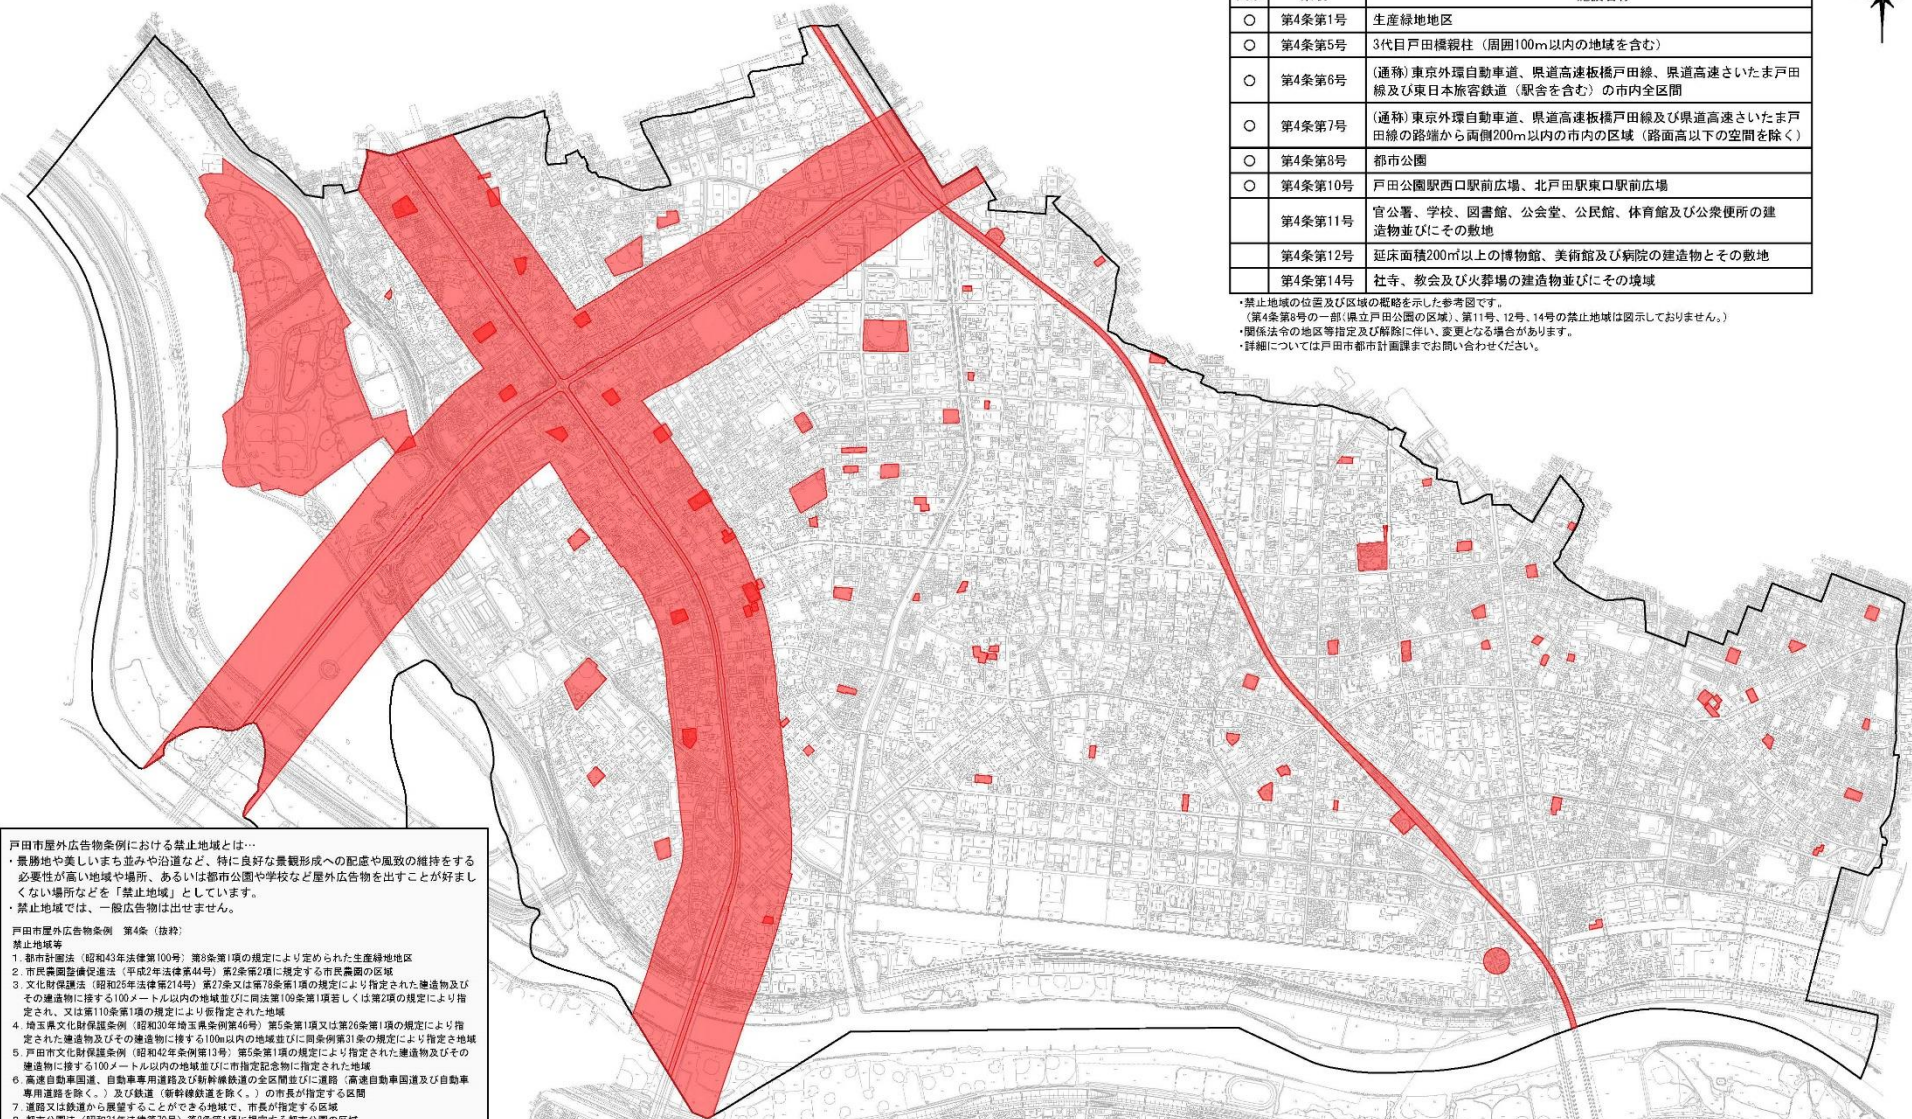 ○ 第4条第1号 生産緑地地区
○ 第4条第5号 3代目戸田橋親柱（周囲100m以内の地域を含む）
○ 第4条第6号 (通称)東京外環自動車道、県道高速板橋戸田線、県道高速さいたま戸田
線及び東日本旅客鉄道（駅舎を含む）の市内全区間
○ 第4条第7号 (通称)東京外環自動車道、県道高速板橋戸田線及び県道高速さいたま戸
田線の路端から両側200m以内の市内の区域（路面高以下の空間を除く）
○ 第4条第8号 都市公園
○ 第4条第10号 戸田公園駅西口駅前広場、北戸田駅東口駅前広場
第4条第11号 官公署、学校、図書館、公会堂、公民館、体育館及び公衆便所の建
造物並びにその敷地
第4条第12号 延床面積200㎡以上の博物館、美術館及び病院の建造物とその敷地
第4条第14号 社寺、教会及び火葬場の建造物並びにその境域
・禁止地域の位置及び区域の概略を示した参考図です。
（第4条第8号の一部(県立戸田公園の区域)、第11号、12号、14号の禁止地域は図示しておりません。）
・関係法令の地区等指定及び解除に伴い、変更となる場合があります。
・詳細については戸田市都市計画課までお問い合わせください。
戸田市屋外広告物条例における禁止地域とは…
・景勝地や美しいまち並みや沿道など、特に良好な景観形成への配慮や風致の維持をする
必要性が高い地域や場所、あるいは都市公園や学校など屋外広告物を出すことが好まし
くない場所などを「禁止地域」としています。
・禁止地域では、一般広告物は出せません。
戸田市屋外広告物条例 第4条（抜粋）
禁止地域等
1. 都市計画法（昭和43年法律第100号）第8条第1項の規定により定められた生産緑地地区
2. 市民農園整備促進法（平成2年法律第44号）第2条第2項に規定する市民農園の区域
3. 文化財保護法（昭和25年法律第214号）第27条又は第78条第1項の規定により指定された建造物及び
その建造物に接する100メートル以内の地域並びに同法第109条第1項若しくは第2項の規定により指
定され、又は第110条第1項の規定により仮指定された地域
4. 埼玉県文化財保護条例（昭和30年埼玉県条例第46号）第5条第1項又は第26条第1項の規定により指
定された建造物及びその建造物に接する100m以内の地域並びに同条例第31条の規定により指定さ地域
5. 戸田市文化財保護条例（昭和42年条例第13号）第5条第1項の規定により指定された建造物及びその
建造物に接する100メートル以内の地域並びに市指定記念物に指定された地域
6. 高速自動車国道、自動車専用道路及び新幹線鉄道の全区間並びに道路（高速自動車国道及び自動車
専用道路を除く。）及び鉄道（新幹線鉄道を除く。）の市長が指定する区間
7. 道路又は鉄道から展望することができる地域で、市長が指定する区域